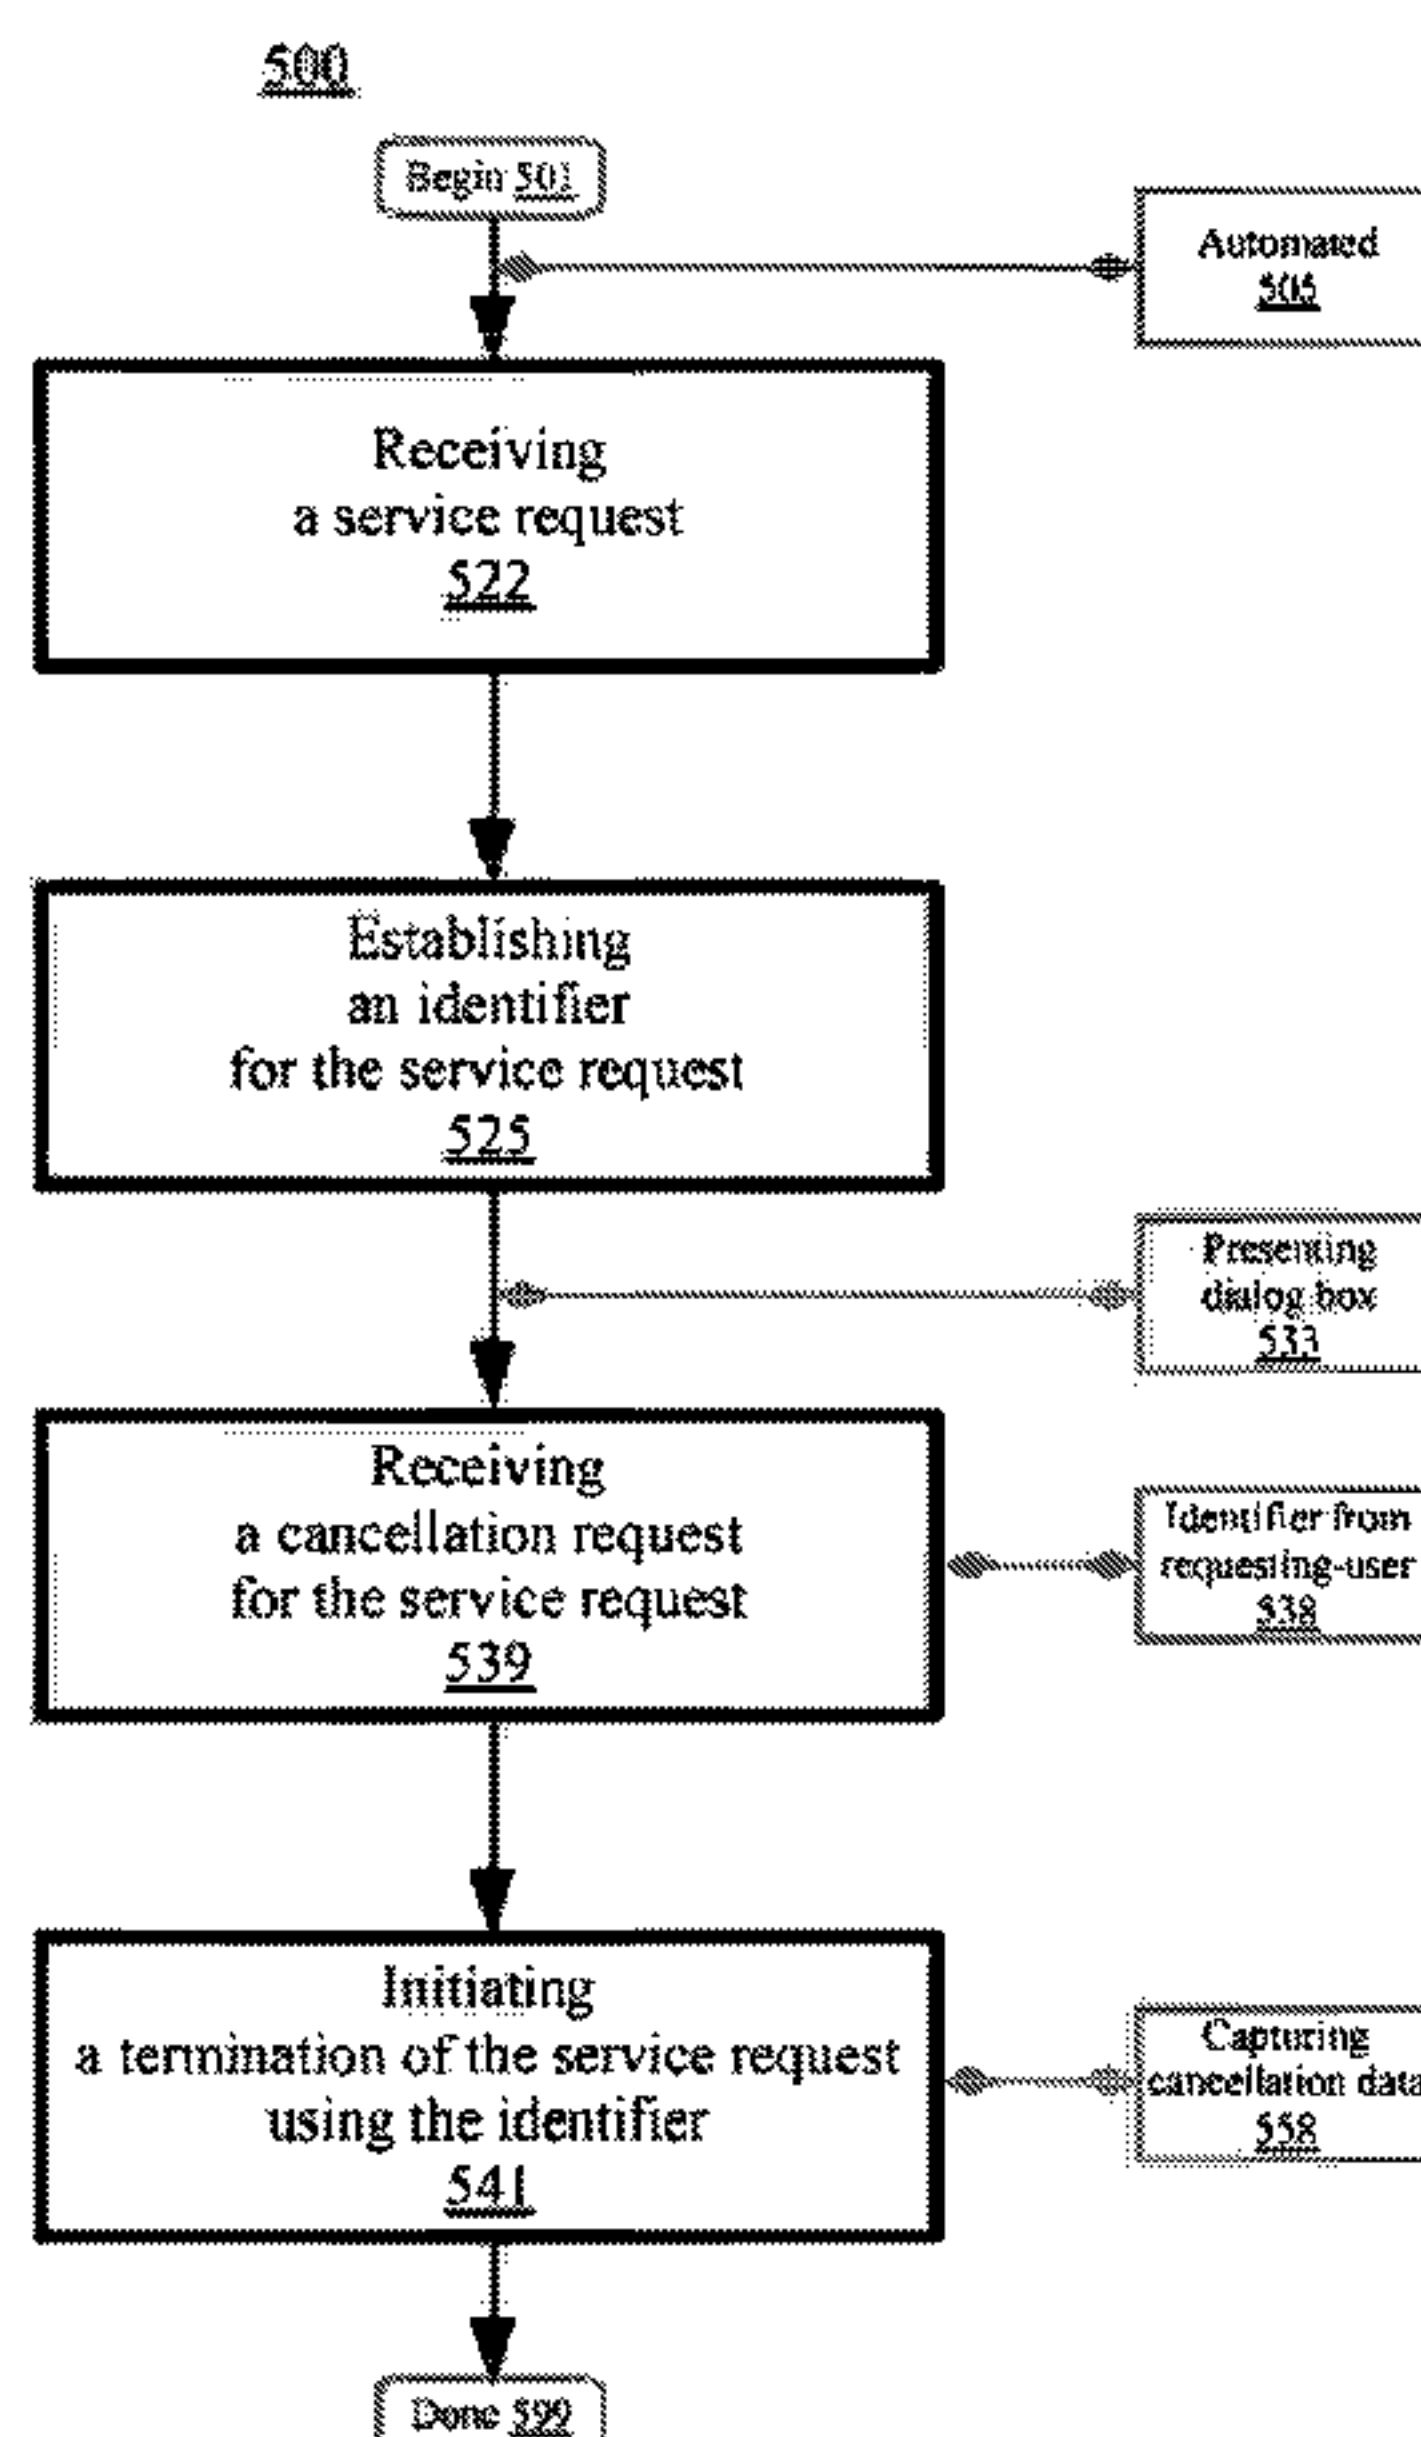 500
Begin 501
Automated
505
Receiving
a service request
522
Establishing
an identifier
for the service request
525
Presenting
dialog box
533
Receiving
a cancellation request
for the service request
539
Identifier from
requesting-user
538
Initiating
a termination of the service request
using the identifier
541
Capturing
cancellation data
558
Done 599